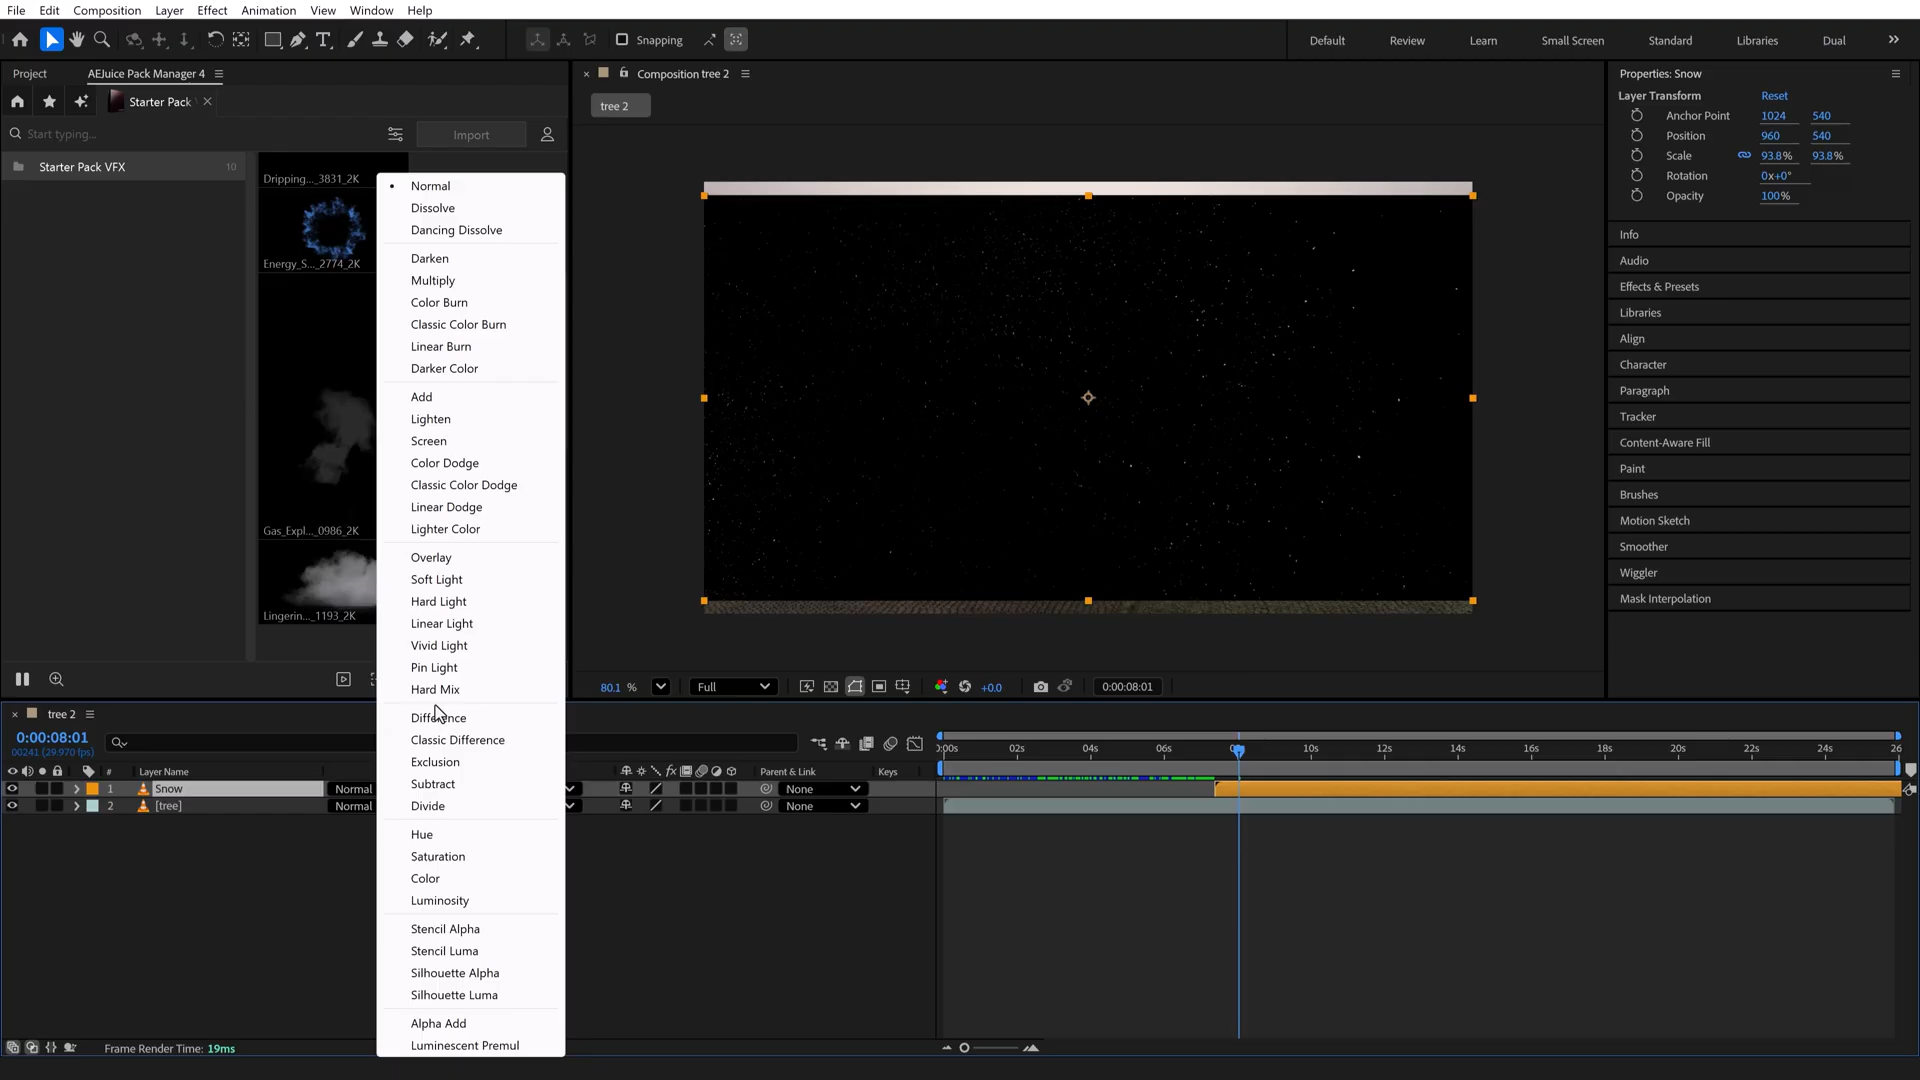 File Edit Composition Layer Effect Animation View Window Help
Snapping
Default Review Learn Small Screen Standard Libraries Dual
Project AEJuice Pack Manager 4
Starter Pack
Start typing...
Import
Starter Pack VFX 10
Dripping..._3831_2K
Energy_S..._2774_2K
Gas_Expl..._0986_2K
Lingerin..._1193_2K
Normal
Dissolve
Dancing Dissolve
Darken
Multiply
Color Burn
Classic Color Burn
Linear Burn
Darker Color
Add
Lighten
Screen
Color Dodge
Classic Color Dodge
Linear Dodge
Lighter Color
Overlay
Soft Light
Hard Light
Linear Light
Vivid Light
Pin Light
Hard Mix
Difference
Classic Difference
Exclusion
Subtract
Divide
Hue
Saturation
Color
Luminosity
Stencil Alpha
Stencil Luma
Silhouette Alpha
Silhouette Luma
Alpha Add
Luminescent Premul
Composition tree 2
tree 2
80.1 %
Full
+0.0
0:00:08:01
Properties: Snow
Layer Transform Reset
Anchor Point 1024 540
Position 960 540
Scale 93.8% 93.8%
Rotation 0x+0°
Opacity 100%
Info
Audio
Effects & Presets
Libraries
Align
Character
Paragraph
Tracker
Content-Aware Fill
Paint
Brushes
Motion Sketch
Smoother
Wiggler
Mask Interpolation
tree 2
0:00:08:01
00241 (29.970 fps)
# Layer Name
Parent & Link Keys
1 Snow Normal None
2 [tree] Normal None
02s 04s 06s 10s 12s 14s 16s 18s 20s 22s 24s 26
Frame Render Time: 19ms